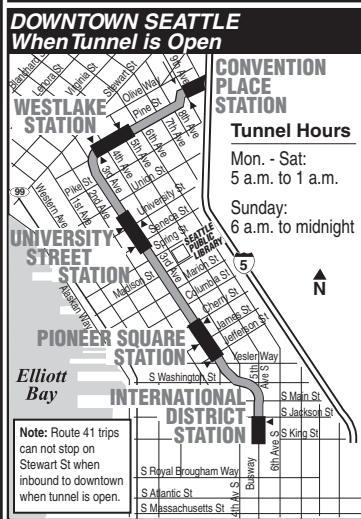 DOWNTOWN SEATTLE
When Tunnel is Open
Blanchard
Lenora St
Virginia St
Stewart St
Olive Way
9th Ave
8th Ave
7th Ave
6th Ave
5th Ave
4th Ave
3rd Ave
Pine St
CONVENTION
PLACE
STATION
WESTLAKE
STATION
Tunnel Hours
Mon. - Sat:
5 a.m. to 1 a.m.
Sunday:
6 a.m. to midnight
99
Western Ave
Pike St
1st Ave
2nd Ave
Union St
University St
Seneca St
Spring St
SEATTLE
PUBLIC
LIBRARY
UNIVERSITY
STREET
STATION
3rd Ave
Madison St
Marion St
Columbia St
Cherry St
James St
Jefferson St
Alaskan Way
5
N
PIONEER SQUARE
STATION
Yesler Way
Elliott
Bay
S Washington St
5th
Ave S
INTERNATIONAL
DISTRICT
STATION
S Main St
S Jackson St
S King St
6th Ave S
Note: Route 41 trips
can not stop on
Stewart St when
inbound to downtown
when tunnel is open.
S Royal Brougham Way
S Atlantic St
S Massachusetts St
4th Av S
Busway